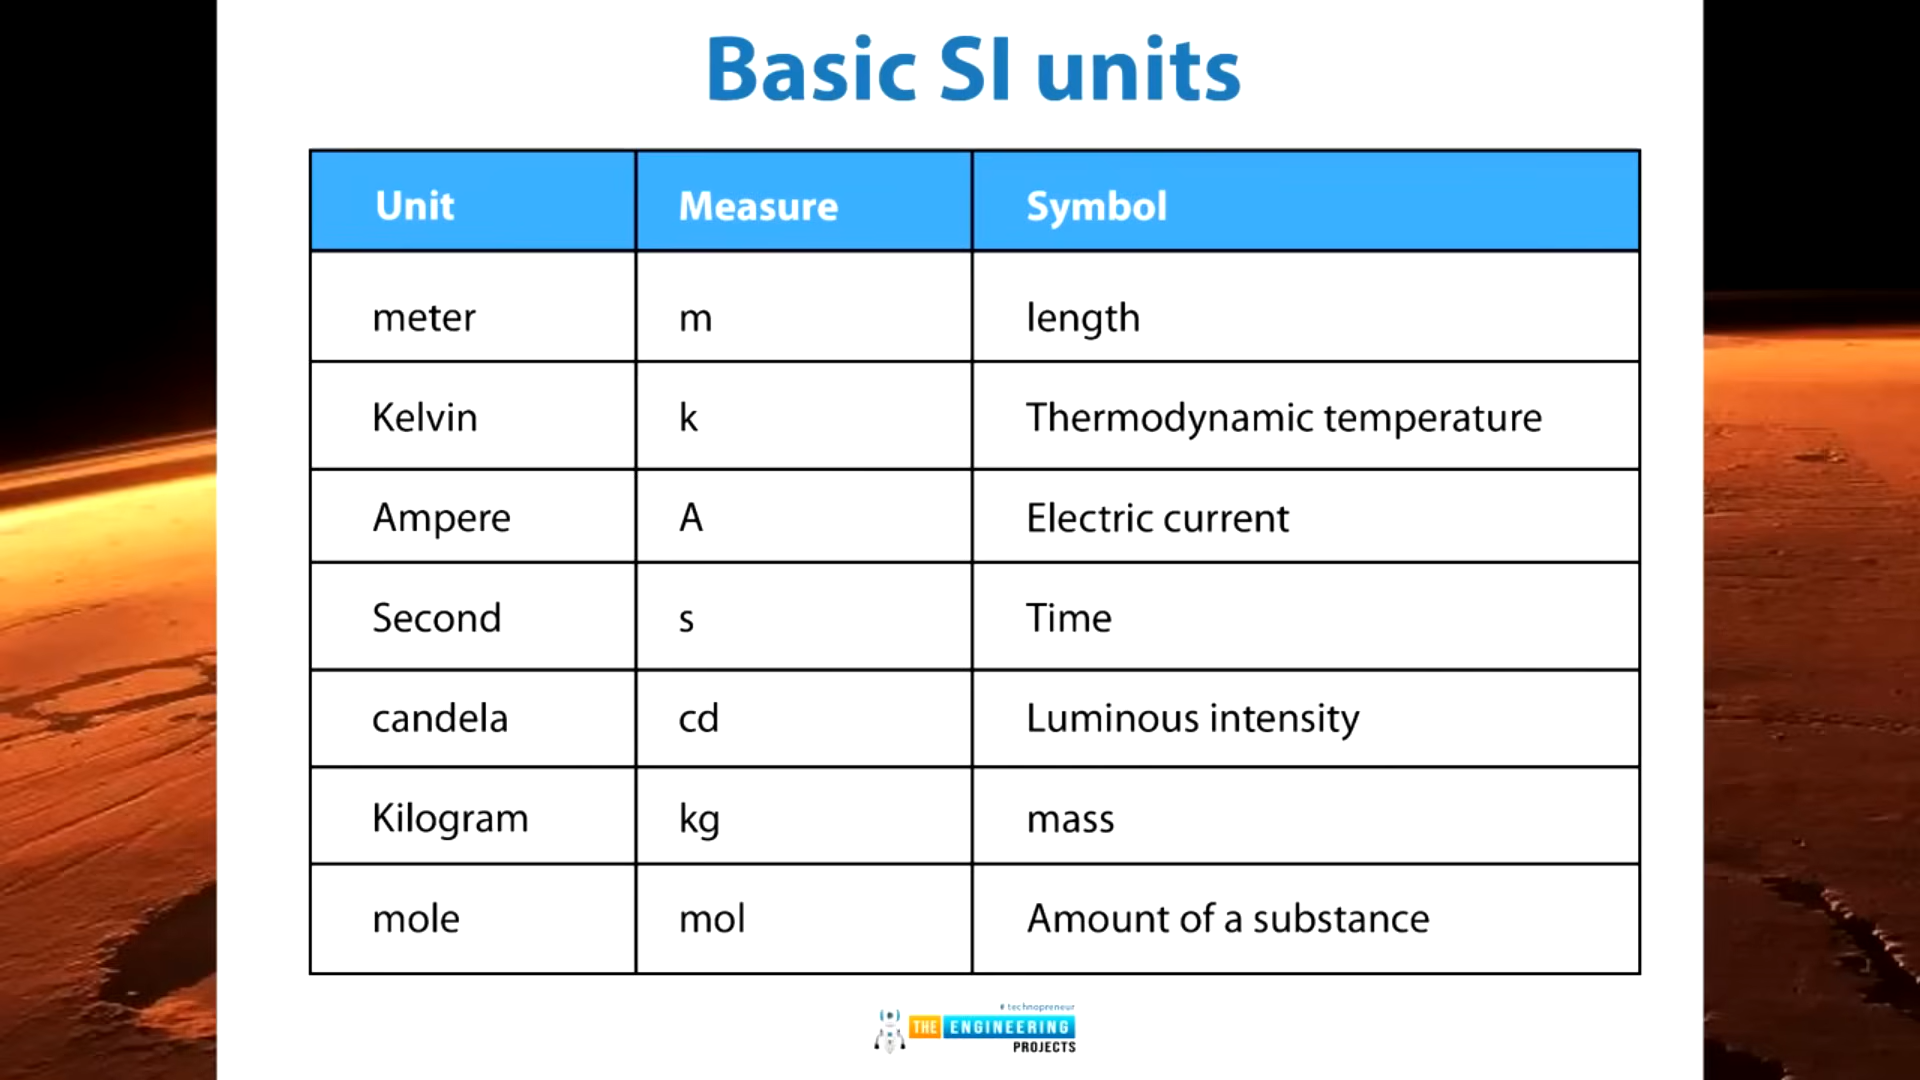 Basic SI units
Unit Measure Symbol
meter m length
Kelvin k Thermodynamic temperature
Ampere A Electric current
Second s Time
candela cd Luminous intensity
Kilogram kg mass
mole mol Amount of a substance
# technopreneur
THE ENGINEERING
PROJECTS